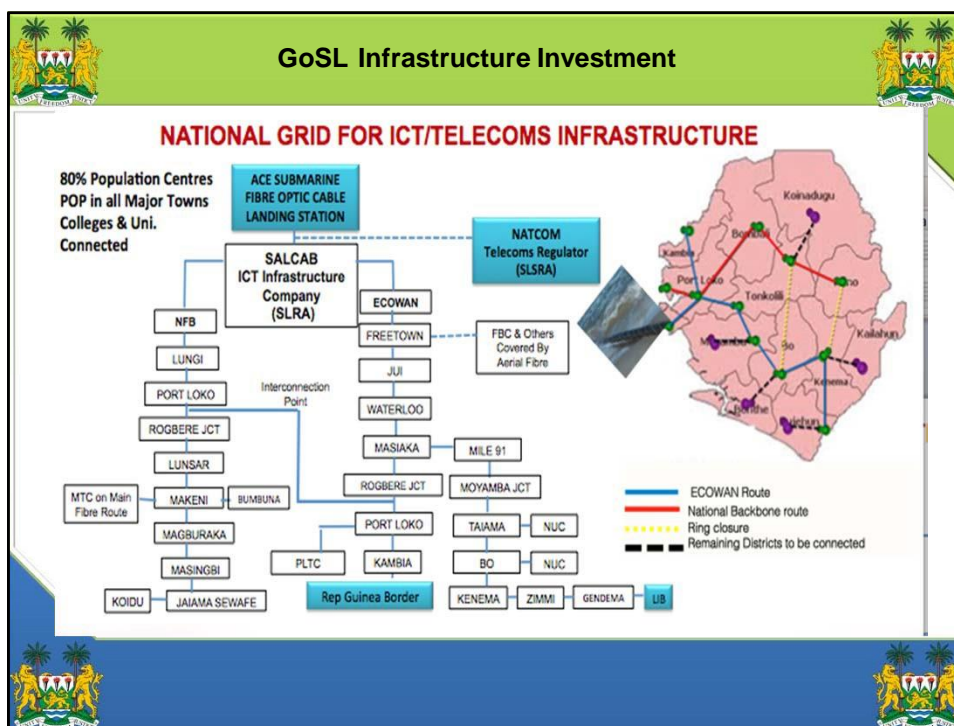 GoSL Infrastructure Investment
NATIONAL GRID FOR ICT/TELECOMS INFRASTRUCTURE
80% Population Centres
POP in all Major Towns
Colleges & Uni.
Connected
ACE SUBMARINE
FIBRE OPTIC CABLE
LANDING STATION
NATCOM
Telecoms Regulator
(SLSRA)
SALCAB
ICT Infrastructure
Company
(SLRA)
NFB
LUNGI
PORT LOKO
ROGBERE JCT
LUNSAR
MTC on Main
Fibre Route
MAKENI
BUMBUNA
MAGBURAKA
MASINGBI
KOIDU
JAIAMA SEWAFE
Interconnection
Point
ECOWAN
FREETOWN
FBC & Others
Covered By
Aerial Fibre
JUI
WATERLOO
MASIAKA
MILE 91
ROGBERE JCT
MOYAMBA JCT
PORT LOKO
TAIAMA
NUC
PLTC
KAMBIA
BO
NUC
Rep Guinea Border
KENEMA
ZIMMI
GENDEMA
LIB
Koinadugu
Bombali
Kambia
Port Loko
Tonkolili
Kailahun
Bo
Kenema
ECOWAN Route
National Backbone route
Ring closure
Remaining Districts to be connected